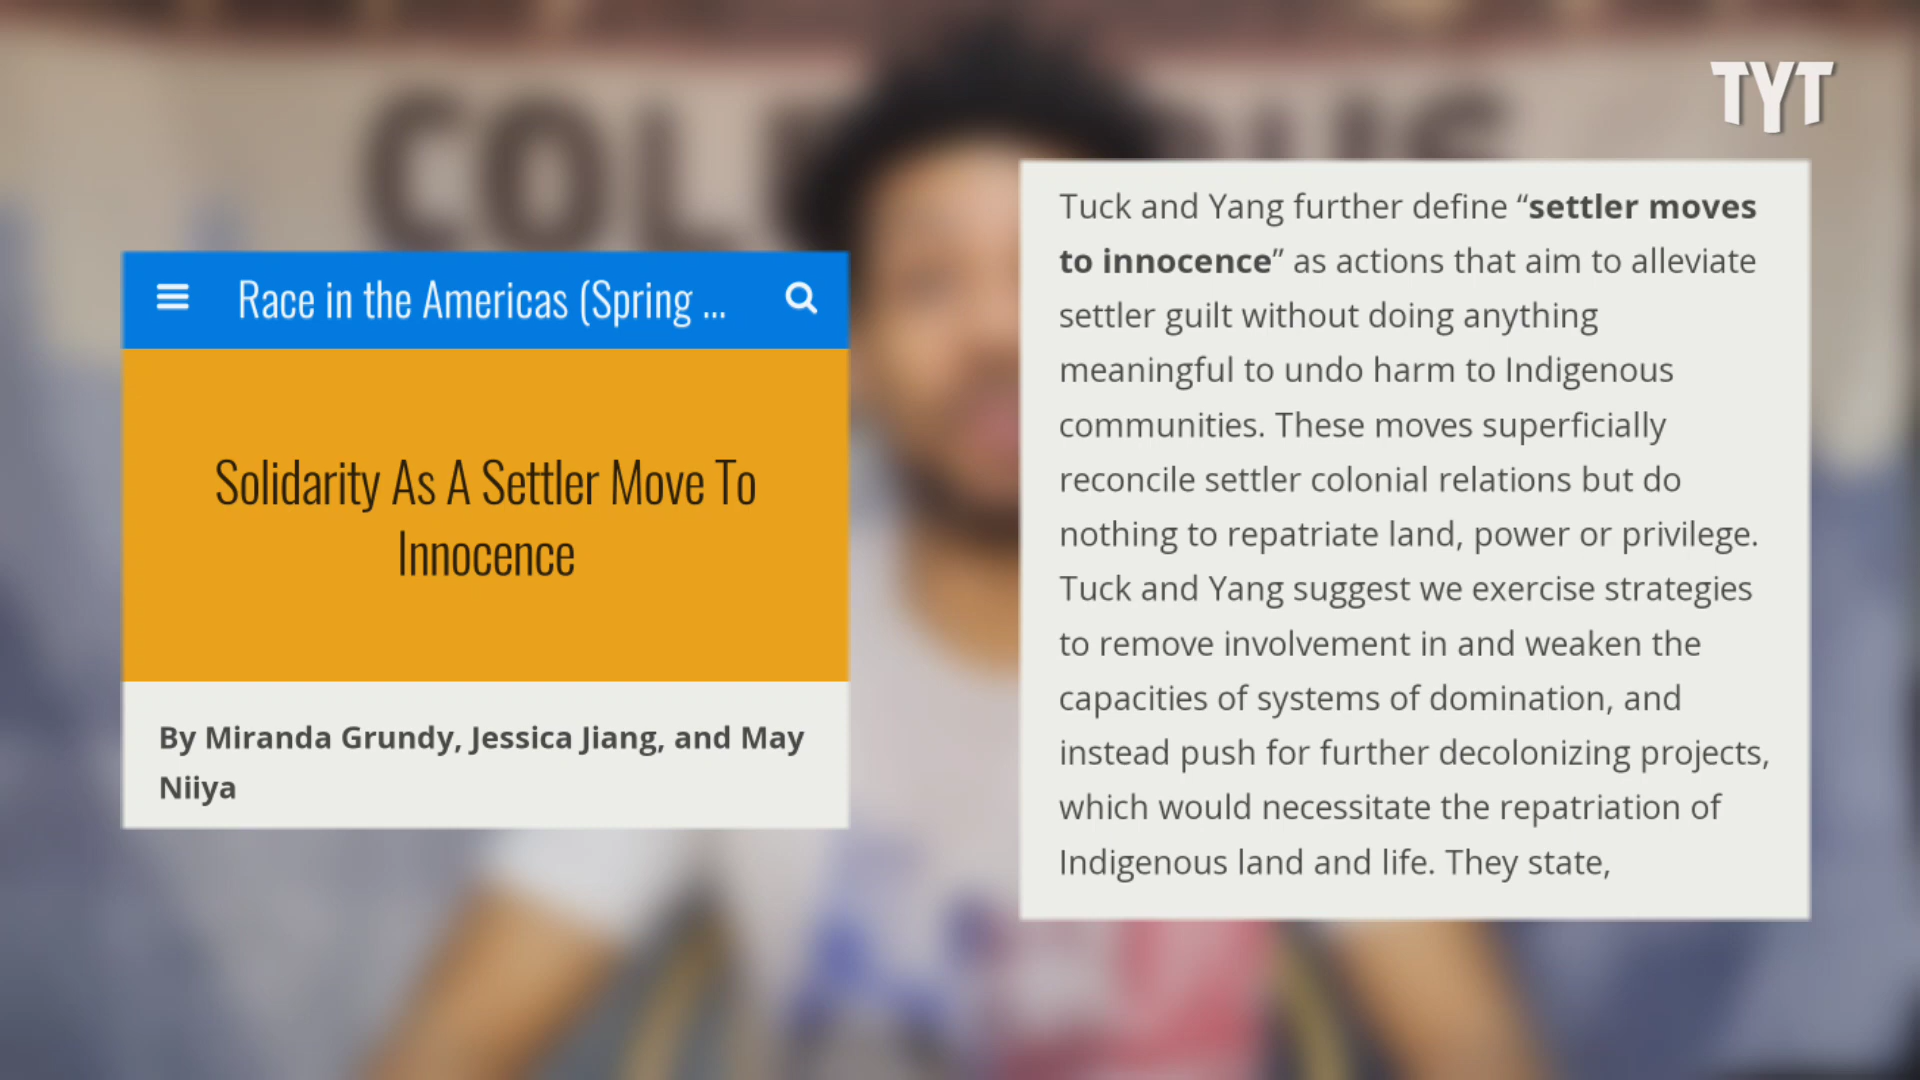 TYT
Race in the Americas (Spring ...
Solidarity As A Settler Move To
Innocence
By Miranda Grundy, Jessica Jiang, and May
Niiya
Tuck and Yang further define “settler moves
to innocence” as actions that aim to alleviate
settler guilt without doing anything
meaningful to undo harm to Indigenous
communities. These moves superficially
reconcile settler colonial relations but do
nothing to repatriate land, power or privilege.
Tuck and Yang suggest we exercise strategies
to remove involvement in and weaken the
capacities of systems of domination, and
instead push for further decolonizing projects,
which would necessitate the repatriation of
Indigenous land and life. They state,